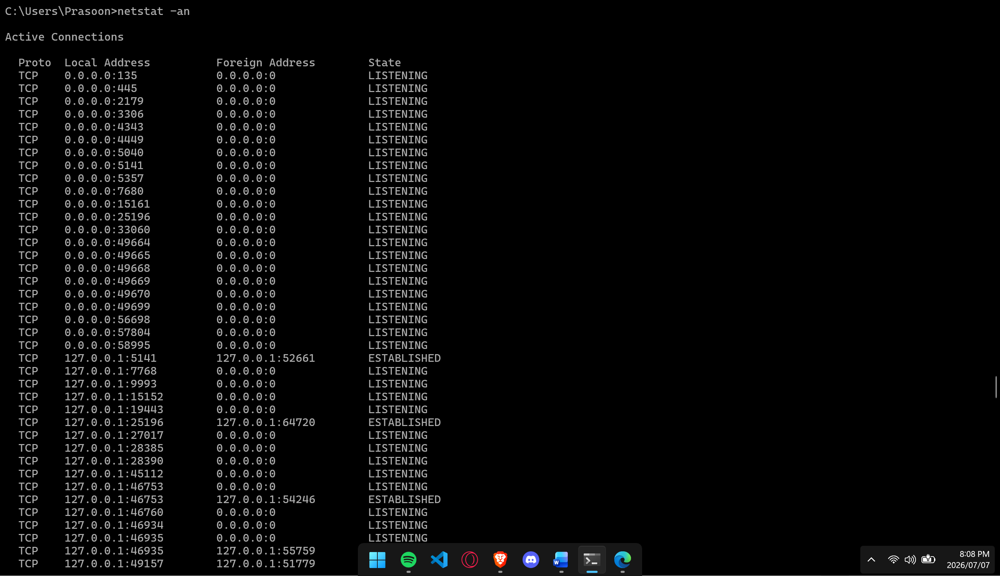 C:\Users\Prasoon>netstat -an
Active Connections
Proto  Local Address          Foreign Address        State
TCP    0.0.0.0:135            0.0.0.0:0              LISTENING
TCP    0.0.0.0:445            0.0.0.0:0              LISTENING
TCP    0.0.0.0:2179           0.0.0.0:0              LISTENING
TCP    0.0.0.0:3306           0.0.0.0:0              LISTENING
TCP    0.0.0.0:4343           0.0.0.0:0              LISTENING
TCP    0.0.0.0:4449           0.0.0.0:0              LISTENING
TCP    0.0.0.0:5040           0.0.0.0:0              LISTENING
TCP    0.0.0.0:5141           0.0.0.0:0              LISTENING
TCP    0.0.0.0:5357           0.0.0.0:0              LISTENING
TCP    0.0.0.0:7680           0.0.0.0:0              LISTENING
TCP    0.0.0.0:15161          0.0.0.0:0              LISTENING
TCP    0.0.0.0:25196          0.0.0.0:0              LISTENING
TCP    0.0.0.0:33060          0.0.0.0:0              LISTENING
TCP    0.0.0.0:49664          0.0.0.0:0              LISTENING
TCP    0.0.0.0:49665          0.0.0.0:0              LISTENING
TCP    0.0.0.0:49668          0.0.0.0:0              LISTENING
TCP    0.0.0.0:49669          0.0.0.0:0              LISTENING
TCP    0.0.0.0:49670          0.0.0.0:0              LISTENING
TCP    0.0.0.0:49699          0.0.0.0:0              LISTENING
TCP    0.0.0.0:56698          0.0.0.0:0              LISTENING
TCP    0.0.0.0:57804          0.0.0.0:0              LISTENING
TCP    0.0.0.0:58995          0.0.0.0:0              LISTENING
TCP    127.0.0.1:5141         127.0.0.1:52661        ESTABLISHED
TCP    127.0.0.1:7768         0.0.0.0:0              LISTENING
TCP    127.0.0.1:9993         0.0.0.0:0              LISTENING
TCP    127.0.0.1:15152        0.0.0.0:0              LISTENING
TCP    127.0.0.1:19443        0.0.0.0:0              LISTENING
TCP    127.0.0.1:25196        127.0.0.1:64720        ESTABLISHED
TCP    127.0.0.1:27017        0.0.0.0:0              LISTENING
TCP    127.0.0.1:28385        0.0.0.0:0              LISTENING
TCP    127.0.0.1:28390        0.0.0.0:0              LISTENING
TCP    127.0.0.1:45112        0.0.0.0:0              LISTENING
TCP    127.0.0.1:46753        0.0.0.0:0              LISTENING
TCP    127.0.0.1:46753        127.0.0.1:54246        ESTABLISHED
TCP    127.0.0.1:46760        0.0.0.0:0              LISTENING
TCP    127.0.0.1:46934        0.0.0.0:0              LISTENING
TCP    127.0.0.1:46935        0.0.0.0:0              LISTENING
TCP    127.0.0.1:46935        127.0.0.1:55759
TCP    127.0.0.1:49157        127.0.0.1:51779
W
8:08 PM
2026/07/07